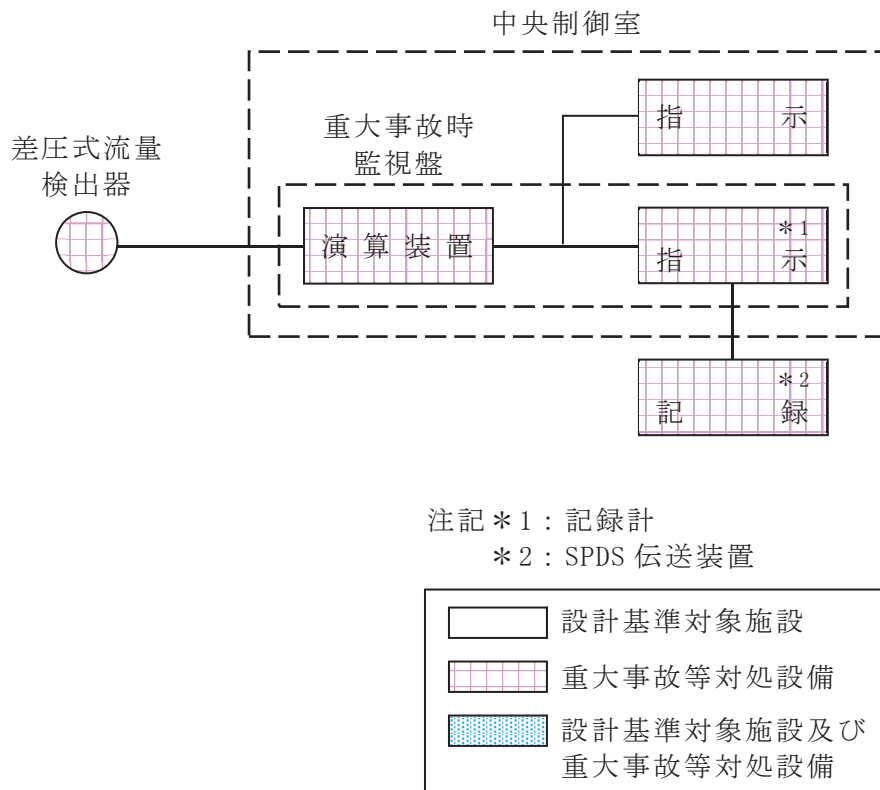 中央制御室
差圧式流量
検出器
重大事故時
監視盤
指示
演算装置
*1
指示
*2
記録
注記*1:記録計
*2:SPDS 伝送装置
設計基準対象施設
重大事故等対処設備
設計基準対象施設及び
重大事故等対処設備